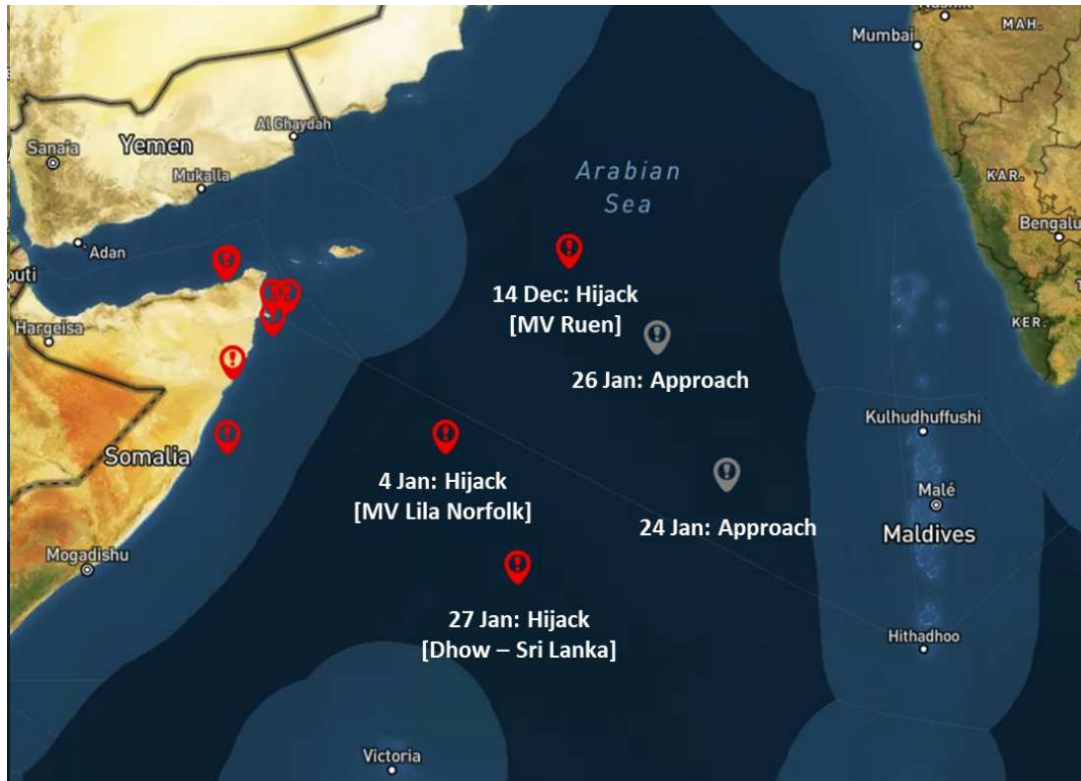 Nashik
MAH.
Mumbai
Al Ghaydah
Sana'a
Yemen
Arabian
Sea
KAR.
Mukalla
Bengalu
Adan
outi
14 Dec: Hijack
[MV Ruen]
Hargeisa
KER.
26 Jan: Approach
Kulhudhuffushi
Somalia
4 Jan: Hijack
[MV Lila Norfolk]
Malé
24 Jan: Approach
Maldives
Mogadishu
27 Jan: Hijack
[Dhow – Sri Lanka]
Hithadhoo
Victoria